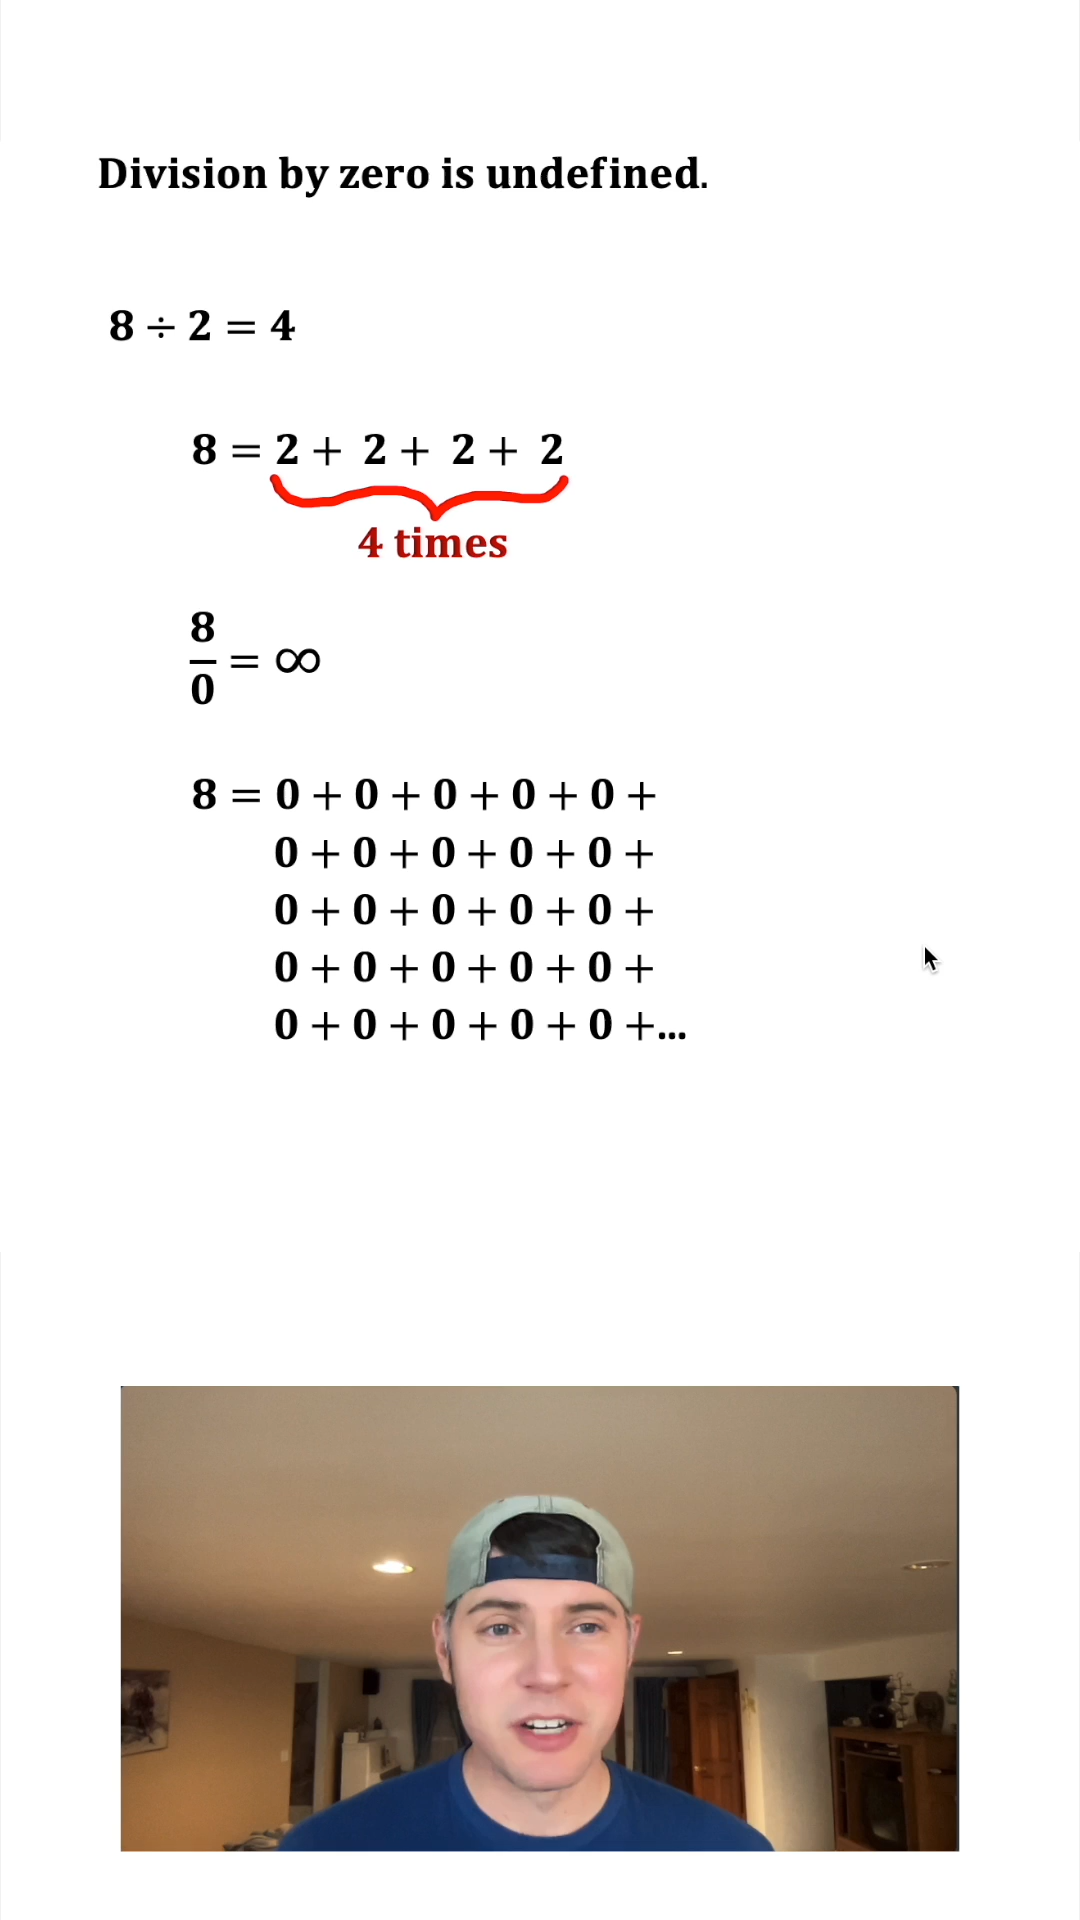 Division by zero is undefined.
8 ÷ 2 = 4
8 = 2 + 2 + 2 + 2
4 times
8
0
= ∞
8 = 0 + 0 + 0 + 0 + 0 +
0 + 0 + 0 + 0 + 0 +
0 + 0 + 0 + 0 + 0 +
0 + 0 + 0 + 0 + 0 +
0 + 0 + 0 + 0 + 0 +...